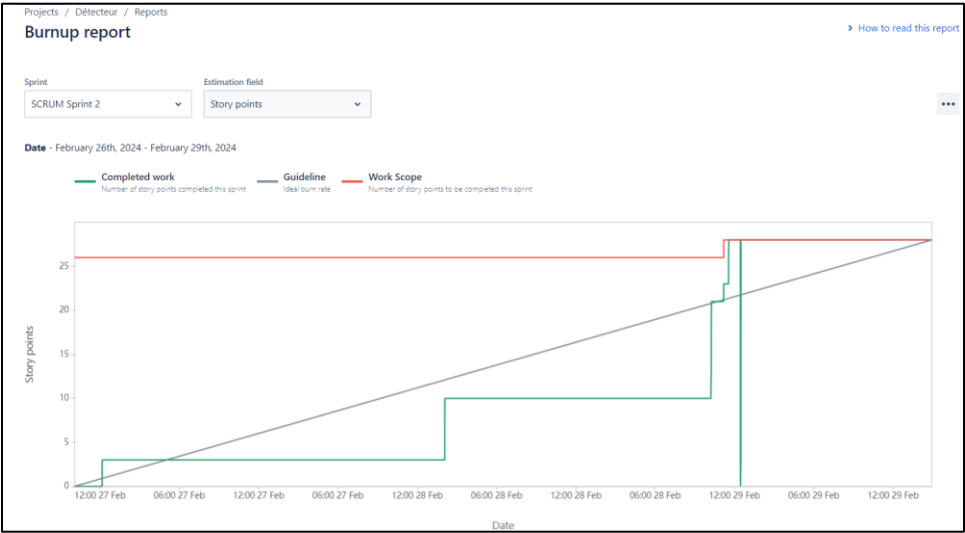 Projects / Détecteur / Reports
Burnup report
How to read this report
Sprint
Estimation field
SCRUM Sprint 2
Story points
Date - February 26th, 2024 - February 29th, 2024
Completed work
Number of story points completed this sprint
Guideline
Ideal burn rate
Work Scope
Number of story points to be completed this sprint
Story points
25
20
15
10
5
0
12:00 27 Feb 06:00 27 Feb 12:00 27 Feb 06:00 27 Feb 12:00 28 Feb 06:00 28 Feb 12:00 28 Feb 06:00 28 Feb 12:00 29 Feb 06:00 29 Feb 12:00 29 Feb
Date